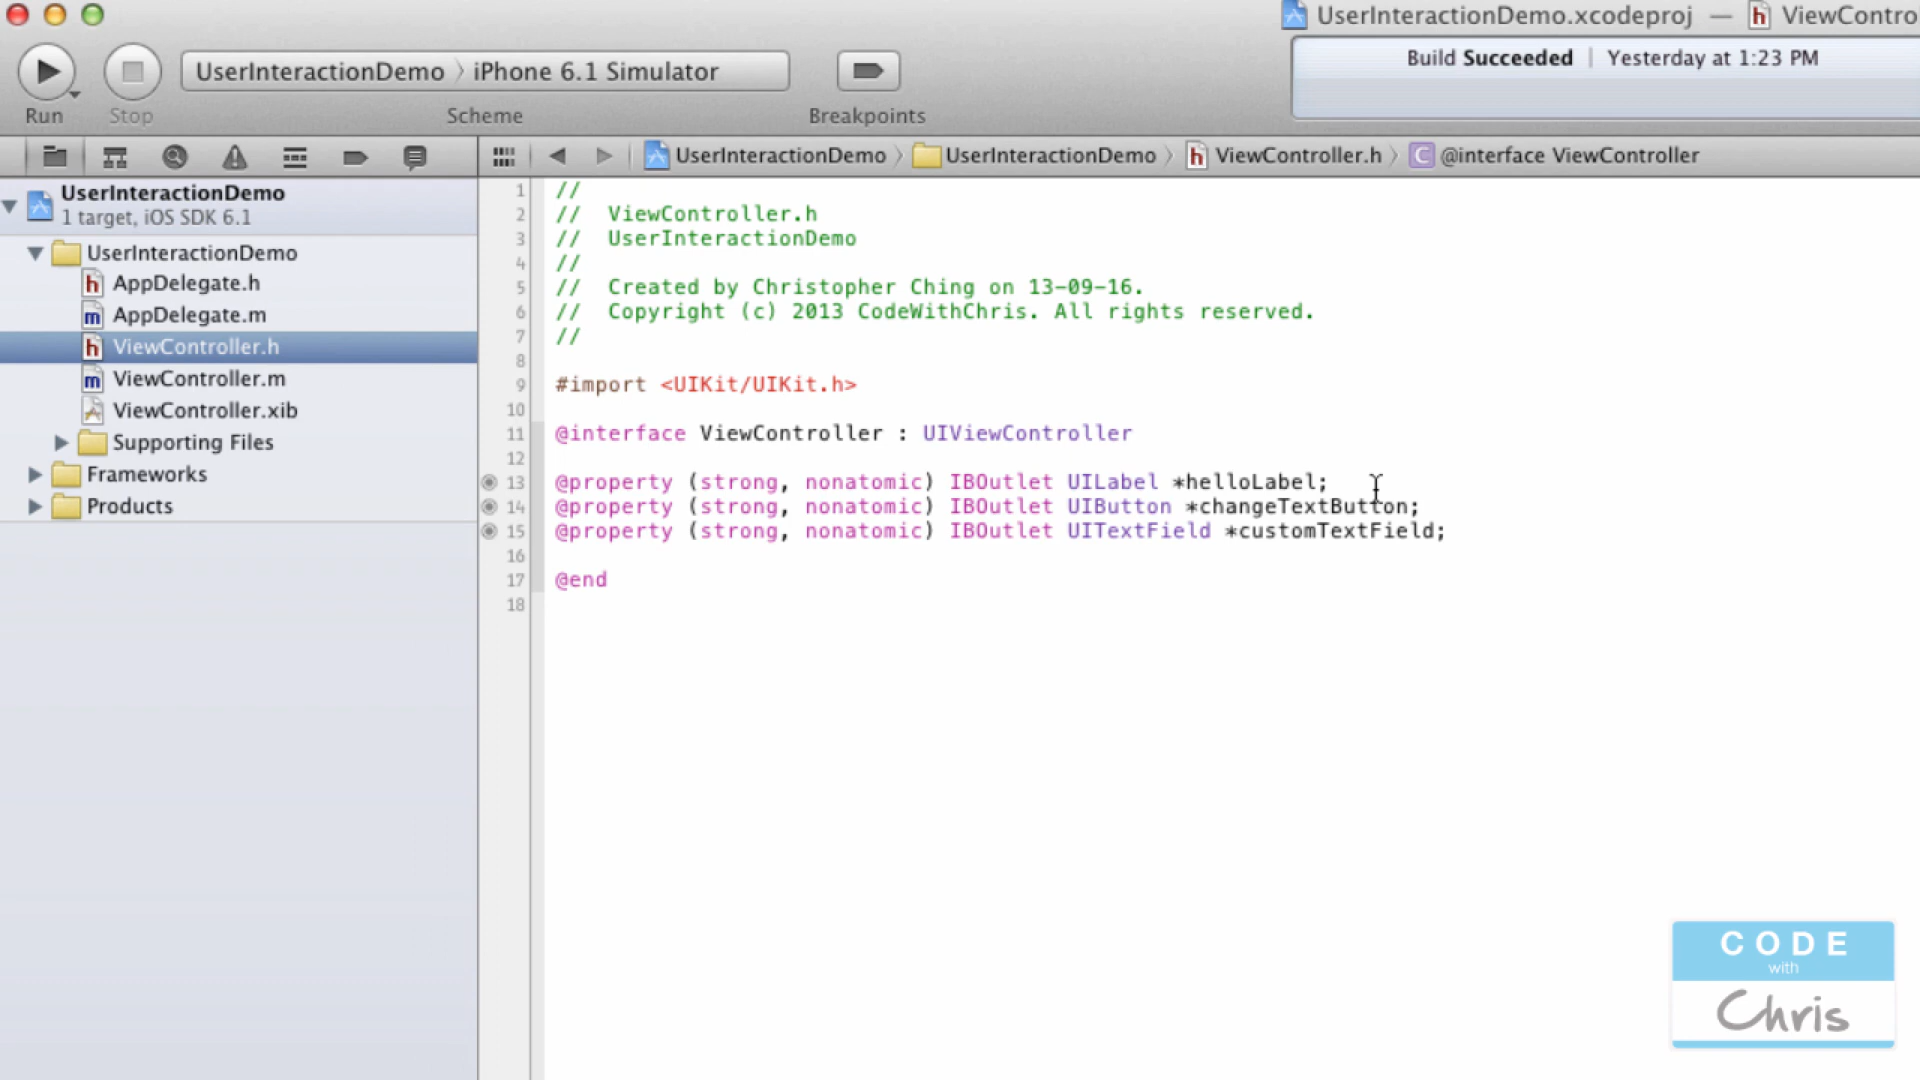 UserInteractionDemo.xcodeproj — h ViewContro
UserInteractionDemo 〉 iPhone 6.1 Simulator
Build Succeeded | Yesterday at 1:23 PM
Run Stop Scheme Breakpoints
UserInteractionDemo 〉 UserInteractionDemo 〉 h ViewController.h 〉 C @interface ViewController
UserInteractionDemo
1 target, iOS SDK 6.1
UserInteractionDemo
h AppDelegate.h
m AppDelegate.m
h ViewController.h
m ViewController.m
ViewController.xib
Supporting Files
Frameworks
Products
1 //
2 // ViewController.h
3 // UserInteractionDemo
4 //
5 // Created by Christopher Ching on 13-09-16.
6 // Copyright (c) 2013 CodeWithChris. All rights reserved.
7 //
8
9 #import <UIKit/UIKit.h>
10
11 @interface ViewController : UIViewController
12
13 @property (strong, nonatomic) IBOutlet UILabel *helloLabel;
14 @property (strong, nonatomic) IBOutlet UIButton *changeTextButton;
15 @property (strong, nonatomic) IBOutlet UITextField *customTextField;
16
17 @end
18
CODE
with
Chris